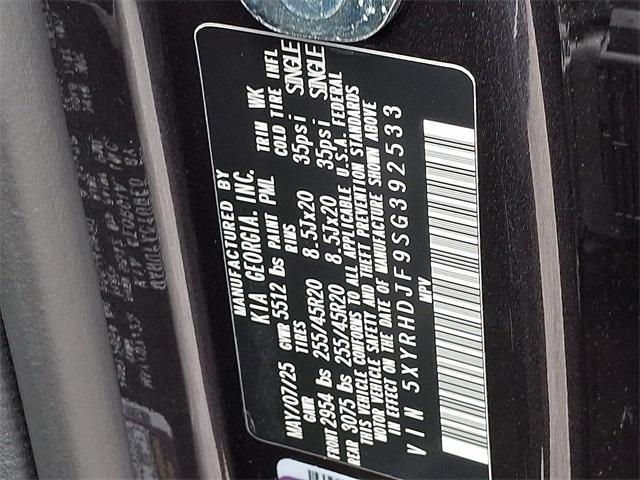 MANUFACTURED BY
KIA GEORGIA, INC.
MAY/07/25 GVWR 5512 lbs PAINT PML TRIM WK
GWR TIRES RMS COLD TIRE INFL
FRONT 2954 lbs 255/45R20 8.5Jx20 35psi SINGLE
REAR 3075 lbs 255/45R20 8.5Jx20 35psi SINGLE
THIS VEHICLE CONFORMS TO ALL APPLICABLE U.S.A. FEDERAL
MOTOR VEHICLE SAFETY AND THEFT PREVENTION STANDARDS
IN EFFECT ON THE DATE OF MANUFACTURE SHOWN ABOVE
VIN 5XYRHDJF9SG392533
MPV